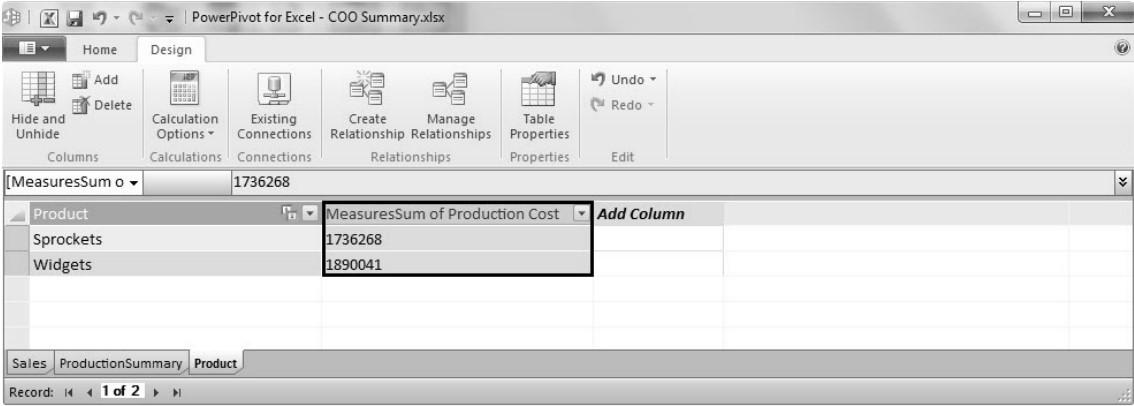 PowerPivot for Excel - COO Summary.xlsx
Home Design
Add
Delete
Hide and Unhide
Calculation Options
Existing Connections
Create Relationship
Manage Relationships
Table Properties
Undo
Redo
Columns Calculations Connections Relationships Properties Edit
[MeasuresSum o 1736268
Product MeasuresSum of Production Cost Add Column
Sprockets 1736268
Widgets 1890041
Sales ProductionSummary Product
Record: 1 of 2